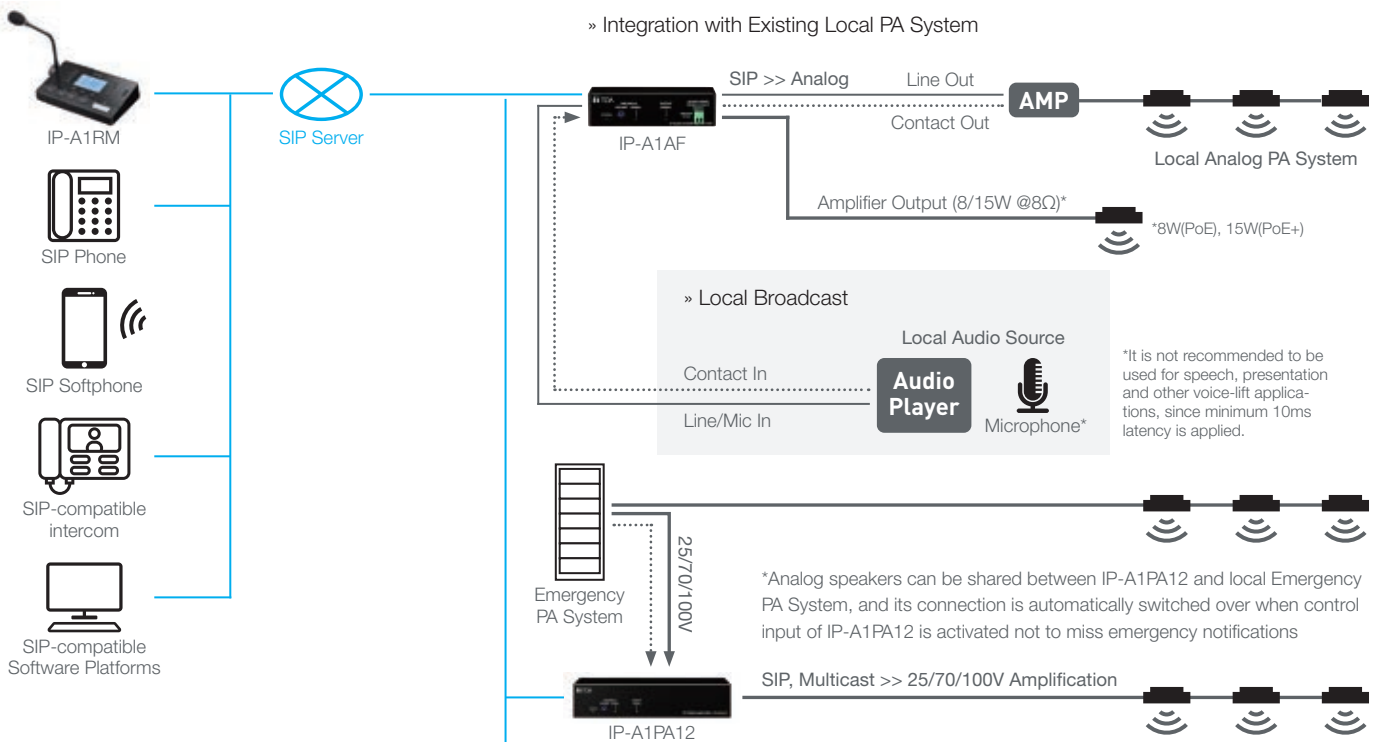 » Integration with Existing Local PA System
IP-A1RM
SIP Server
TOA
IP-A1AF
SIP >> Analog
Line Out
Contact Out
AMP
Local Analog PA System
SIP Phone
Amplifier Output (8/15W @8Ω)*
*8W(PoE), 15W(PoE+)
SIP Softphone
» Local Broadcast
Local Audio Source
Contact In
Line/Mic In
Audio
Player
Microphone*
*It is not recommended to be
used for speech, presentation
and other voice-lift applica-
tions, since minimum 10ms
latency is applied.
SIP-compatible
intercom
Emergency
PA System
25/70/100V
*Analog speakers can be shared between IP-A1PA12 and local Emergency
PA System, and its connection is automatically switched over when control
input of IP-A1PA12 is activated not to miss emergency notifications
SIP-compatible
Software Platforms
SIP, Multicast >> 25/70/100V Amplification
TOA
IP-A1PA12